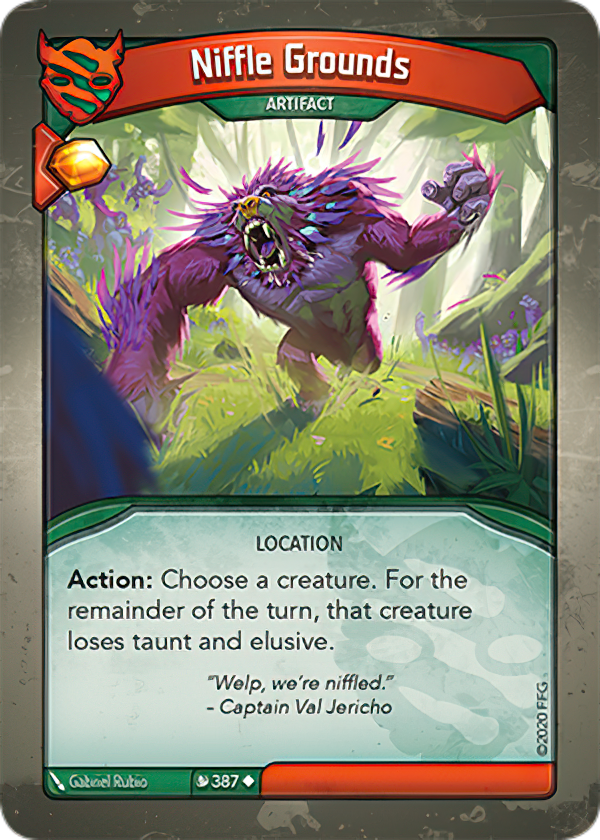 Niffle Grounds
ARTIFACT
LOCATION
Action: Choose a creature. For the
remainder of the turn, that creature
loses taunt and elusive.
"Welp, we're niffled."
- Captain Val Jericho
©2020 FFG
Gabriel Rubio
387